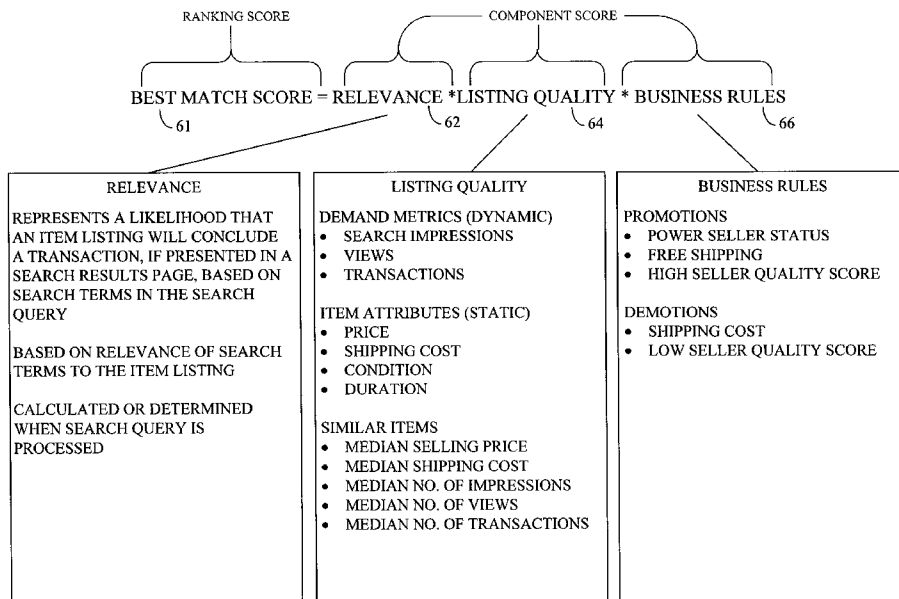 RANKING SCORE
COMPONENT SCORE
BEST MATCH SCORE = RELEVANCE *LISTING QUALITY * BUSINESS RULES
61
62
64
66
RELEVANCE
REPRESENTS A LIKELIHOOD THAT
AN ITEM LISTING WILL CONCLUDE
A TRANSACTION, IF PRESENTED IN A
SEARCH RESULTS PAGE, BASED ON
SEARCH TERMS IN THE SEARCH
QUERY
BASED ON RELEVANCE OF SEARCH
TERMS TO THE ITEM LISTING
CALCULATED OR DETERMINED
WHEN SEARCH QUERY IS
PROCESSED
LISTING QUALITY
DEMAND METRICS (DYNAMIC)
• SEARCH IMPRESSIONS
• VIEWS
• TRANSACTIONS
ITEM ATTRIBUTES (STATIC)
• PRICE
• SHIPPING COST
• CONDITION
• DURATION
SIMILAR ITEMS
• MEDIAN SELLING PRICE
• MEDIAN SHIPPING COST
• MEDIAN NO. OF IMPRESSIONS
• MEDIAN NO. OF VIEWS
• MEDIAN NO. OF TRANSACTIONS
BUSINESS RULES
PROMOTIONS
• POWER SELLER STATUS
• FREE SHIPPING
• HIGH SELLER QUALITY SCORE
DEMOTIONS
• SHIPPING COST
• LOW SELLER QUALITY SCORE